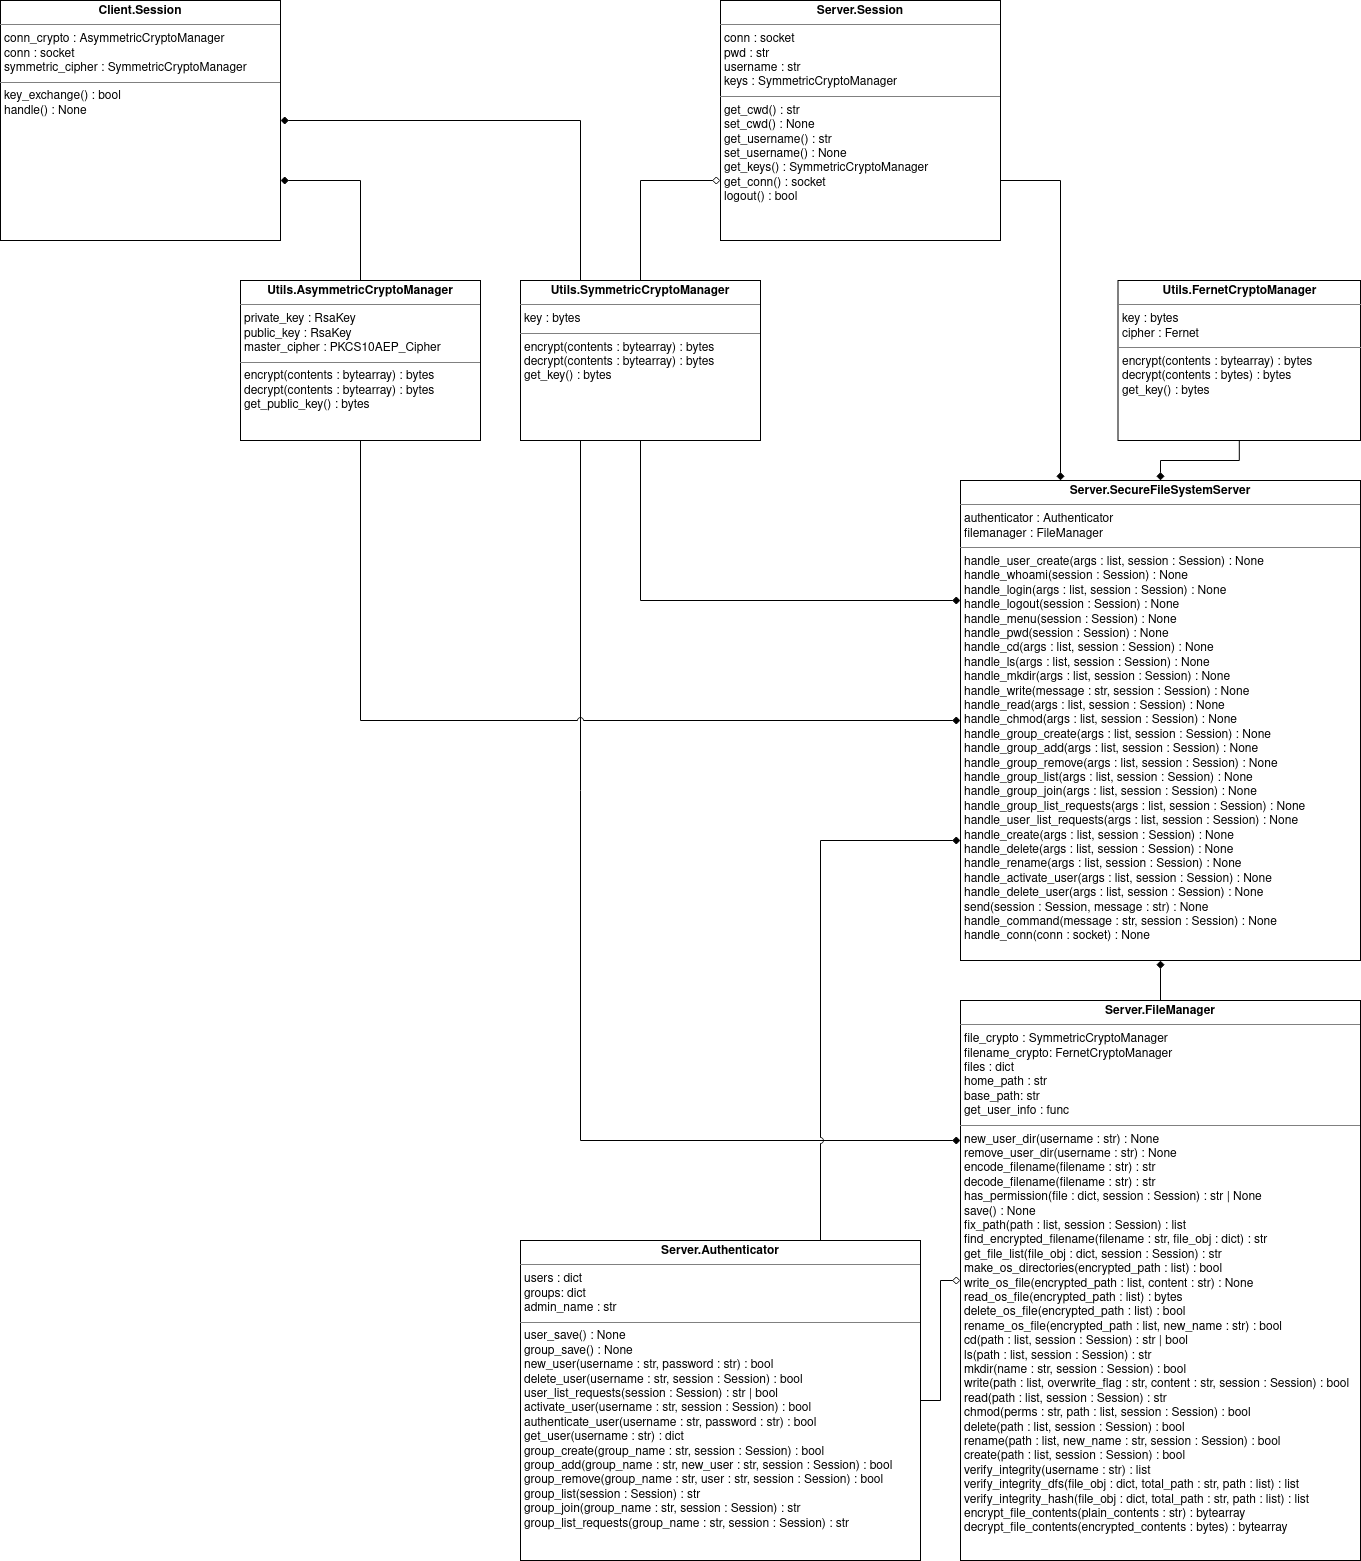 Client.Session
conn_crypto : AsymmetricCryptoManager
conn : socket
symmetric_cipher : SymmetricCryptoManager
key_exchange() : bool
handle() : None
Server.Session
conn : socket
pwd : str
username : str
keys : SymmetricCryptoManager
get_cwd() : str
set_cwd() : None
get_username() : str
set_username() : None
get_keys() : SymmetricCryptoManager
get_conn() : socket
logout() : bool
Utils.AsymmetricCryptoManager
private_key : RsaKey
public_key : RsaKey
master_cipher : PKCS10AEP_Cipher
encrypt(contents : bytearray) : bytes
decrypt(contents : bytearray) : bytes
get_public_key() : bytes
Utils.SymmetricCryptoManager
key : bytes
encrypt(contents : bytearray) : bytes
decrypt(contents : bytearray) : bytes
get_key() : bytes
Utils.FernetCryptoManager
key : bytes
cipher : Fernet
encrypt(contents : bytearray) : bytes
decrypt(contents : bytes) : bytes
get_key() : bytes
Server.SecureFileSystemServer
authenticator : Authenticator
filemanager : FileManager
handle_user_create(args : list, session : Session) : None
handle_whoami(session : Session) : None
handle_login(args : list, session : Session) : None
handle_logout(session : Session) : None
handle_menu(session : Session) : None
handle_pwd(session : Session) : None
handle_cd(args : list, session : Session) : None
handle_ls(args : list, session : Session) : None
handle_mkdir(args : list, session : Session) : None
handle_write(message : str, session : Session) : None
handle_read(args : list, session : Session) : None
handle_chmod(args : list, session : Session) : None
handle_group_create(args : list, session : Session) : None
handle_group_add(args : list, session : Session) : None
handle_group_remove(args : list, session : Session) : None
handle_group_list(args : list, session : Session) : None
handle_group_join(args : list, session : Session) : None
handle_group_list_requests(args : list, session : Session) : None
handle_user_list_requests(args : list, session : Session) : None
handle_create(args : list, session : Session) : None
handle_delete(args : list, session : Session) : None
handle_rename(args : list, session : Session) : None
handle_activate_user(args : list, session : Session) : None
handle_delete_user(args : list, session : Session) : None
send(session : Session, message : str) : None
handle_command(message : str, session : Session) : None
handle_conn(conn : socket) : None
Server.FileManager
file_crypto : SymmetricCryptoManager
filename_crypto: FernetCryptoManager
files : dict
home_path : str
base_path: str
get_user_info : func
new_user_dir(username : str) : None
remove_user_dir(username : str) : None
encode_filename(filename : str) : str
decode_filename(filename : str) : str
has_permission(file : dict, session : Session) : str | None
save() : None
fix_path(path : list, session : Session) : list
find_encrypted_filename(filename : str, file_obj : dict) : str
get_file_list(file_obj : dict, session : Session) : str
make_os_directories(encrypted_path : list) : bool
write_os_file(encrypted_path : list, content : str) : None
read_os_file(encrypted_path : list) : bytes
delete_os_file(encrypted_path : list) : bool
rename_os_file(encrypted_path : list, new_name : str) : bool
cd(path : list, session : Session) : str | bool
ls(path : list, session : Session) : str
mkdir(name : str, session : Session) : bool
write(path : list, overwrite_flag : str, content : str, session : Session) : bool
read(path : list, session : Session) : str
chmod(perms : str, path : list, session : Session) : bool
delete(path : list, session : Session) : bool
rename(path : list, new_name : str, session : Session) : bool
create(path : list, session : Session) : bool
verify_integrity(username : str) : list
verify_integrity_dfs(file_obj : dict, total_path : str, path : list) : list
verify_integrity_hash(file_obj : dict, total_path : str, path : list) : list
encrypt_file_contents(plain_contents : str) : bytearray
decrypt_file_contents(encrypted_contents : bytes) : bytearray
Server.Authenticator
users : dict
groups: dict
admin_name : str
user_save() : None
group_save() : None
new_user(username : str, password : str) : bool
delete_user(username : str, session : Session) : bool
user_list_requests(session : Session) : str | bool
activate_user(username : str, session : Session) : bool
authenticate_user(username : str, password : str) : bool
get_user(username : str) : dict
group_create(group_name : str, session : Session) : bool
group_add(group_name : str, new_user : str, session : Session) : bool
group_remove(group_name : str, user : str, session : Session) : bool
group_list(session : Session) : str
group_join(group_name : str, session : Session) : str
group_list_requests(group_name : str, session : Session) : str